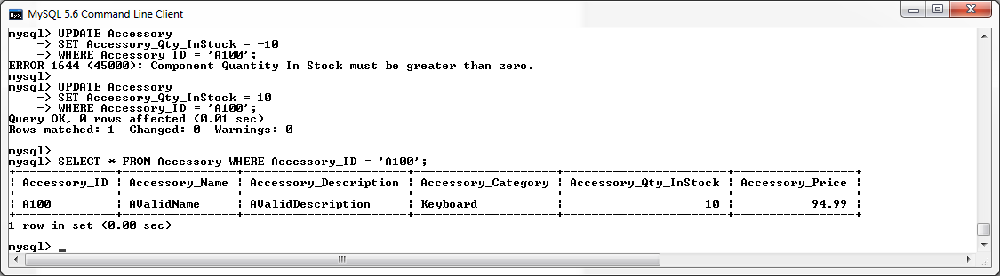 MySQL 5.6 Command Line Client
mysql> UPDATE Accessory
    -> SET Accessory_Qty_InStock = -10
    -> WHERE Accessory_ID = 'A100';
ERROR 1644 (45000): Component Quantity In Stock must be greater than zero.
mysql>
mysql> UPDATE Accessory
    -> SET Accessory_Qty_InStock = 10
    -> WHERE Accessory_ID = 'A100';
Query OK, 0 rows affected (0.01 sec)
Rows matched: 1  Changed: 0  Warnings: 0
mysql>
mysql> SELECT * FROM Accessory WHERE Accessory_ID = 'A100';
+--------------+----------------+-----------------------+--------------------+-----------------------+-----------------+
| Accessory_ID | Accessory_Name | Accessory_Description | Accessory_Category | Accessory_Qty_InStock | Accessory_Price |
+--------------+----------------+-----------------------+--------------------+-----------------------+-----------------+
| A100         | AValidName     | AValidDescription     | Keyboard           |                    10 |           94.99 |
+--------------+----------------+-----------------------+--------------------+-----------------------+-----------------+
1 row in set (0.00 sec)
mysql> _